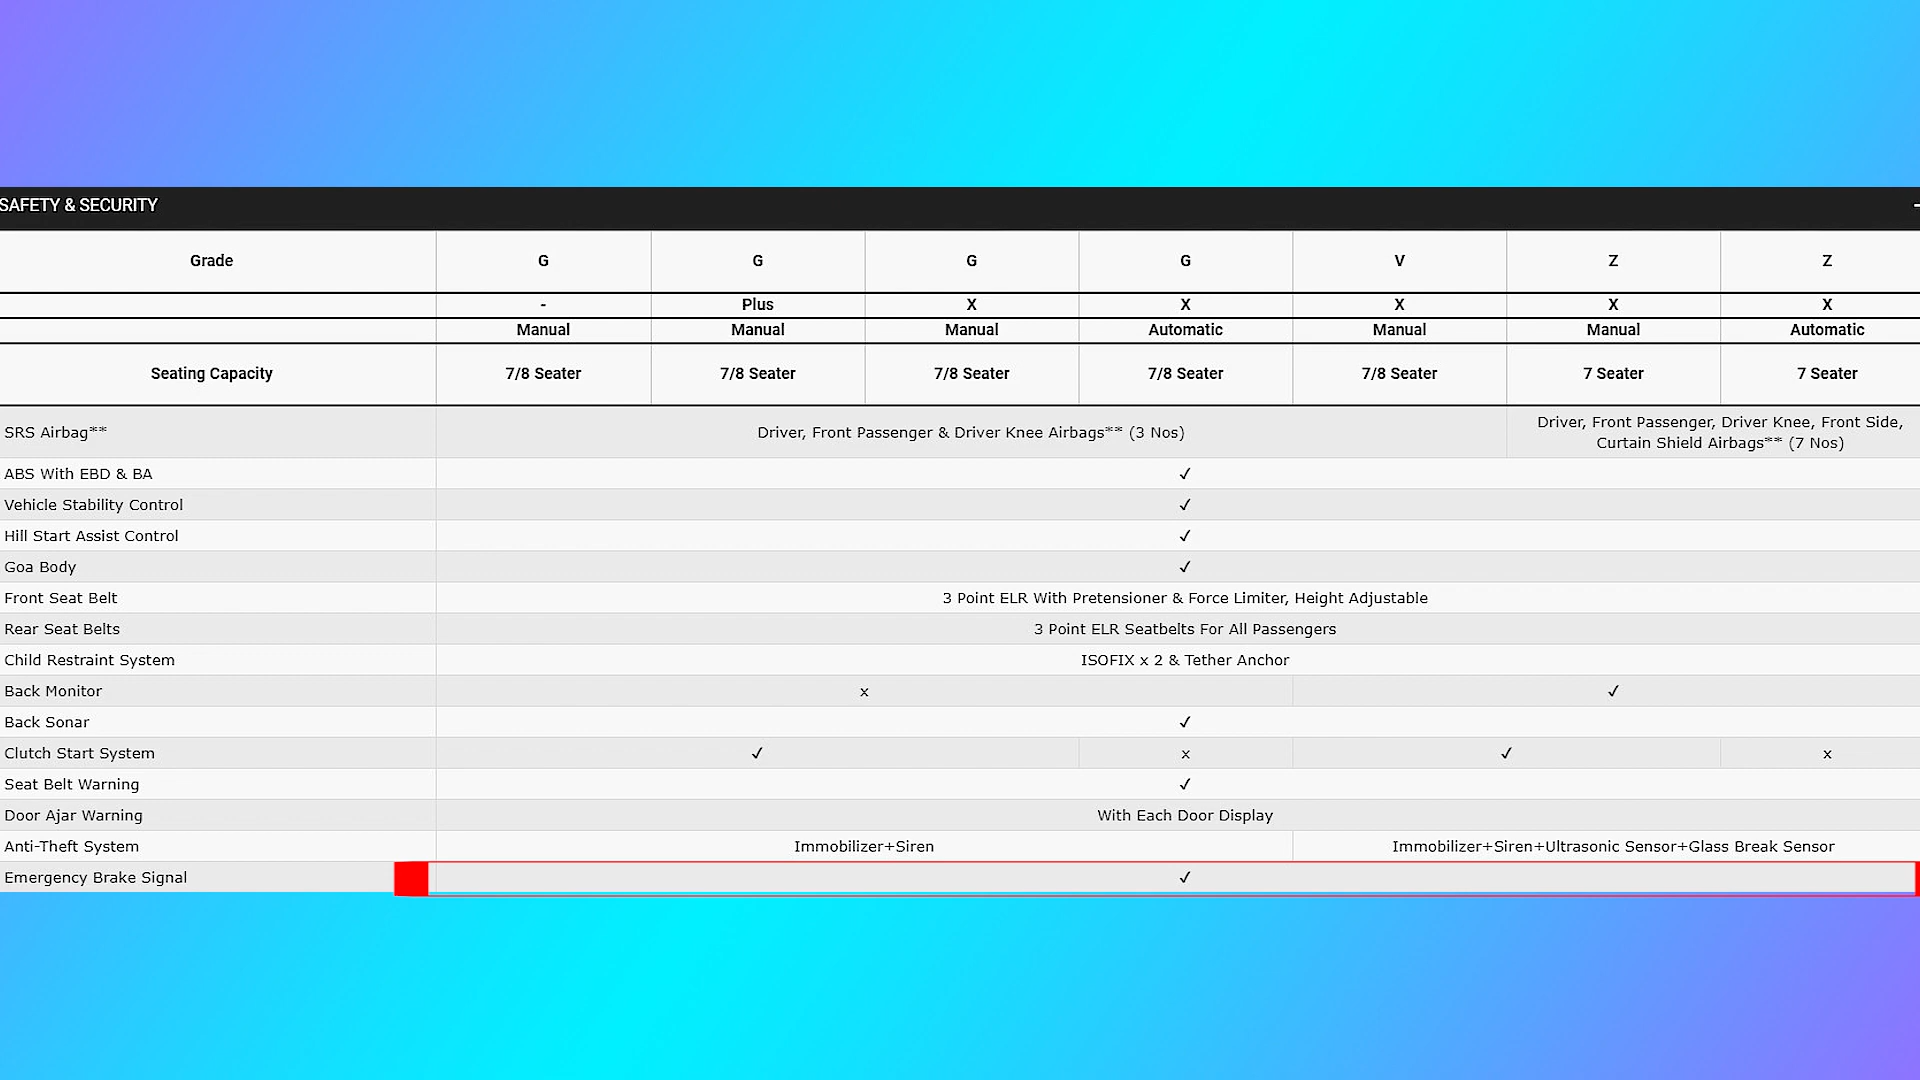 SAFETY & SECURITY
Grade G G G G V Z Z
- Plus X X X X X
Manual Manual Manual Automatic Manual Manual Automatic
Seating Capacity 7/8 Seater 7/8 Seater 7/8 Seater 7/8 Seater 7/8 Seater 7 Seater 7 Seater
SRS Airbag** Driver, Front Passenger & Driver Knee Airbags** (3 Nos) Driver, Front Passenger, Driver Knee, Front Side,
Curtain Shield Airbags** (7 Nos)
ABS With EBD & BA ✓
Vehicle Stability Control ✓
Hill Start Assist Control ✓
Goa Body ✓
Front Seat Belt 3 Point ELR With Pretensioner & Force Limiter, Height Adjustable
Rear Seat Belts 3 Point ELR Seatbelts For All Passengers
Child Restraint System ISOFIX x 2 & Tether Anchor
Back Monitor x ✓
Back Sonar ✓
Clutch Start System ✓ x ✓ x
Seat Belt Warning ✓
Door Ajar Warning With Each Door Display
Anti-Theft System Immobilizer+Siren Immobilizer+Siren+Ultrasonic Sensor+Glass Break Sensor
Emergency Brake Signal ✓